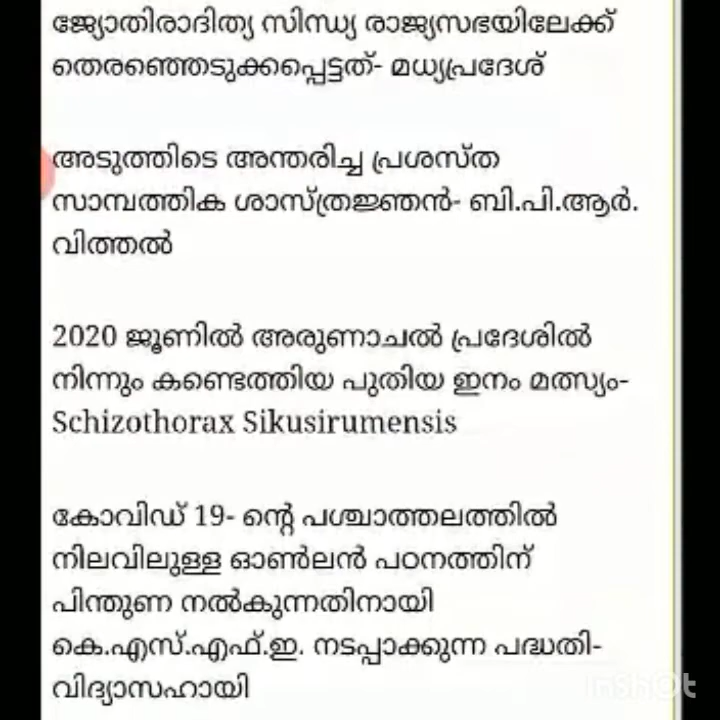 ജ്യോതിരാദിത്യ സിന്ധ്യ രാജ്യസഭയിലേക്ക്
തെരഞ്ഞെടുക്കപ്പെട്ടത്- മധ്യപ്രദേശ്
അടുത്തിടെ അന്തരിച്ച പ്രശസ്ത
സാമ്പത്തിക ശാസ്ത്രജ്ഞൻ- ബി.പി.ആർ.
വിത്തൽ
2020 ജൂണിൽ അരുണാചൽ പ്രദേശിൽ
നിന്നും കണ്ടെത്തിയ പുതിയ ഇനം മത്സ്യം-
Schizothorax Sikusirumensis
കോവിഡ് 19- ന്റെ പശ്ചാത്തലത്തിൽ
നിലവിലുള്ള ഓൺലൻ പഠനത്തിന്
പിന്തുണ നൽകുന്നതിനായി
കെ.എസ്.എഫ്.ഇ. നടപ്പാക്കുന്ന പദ്ധതി-
വിദ്യാസഹായി
inshot